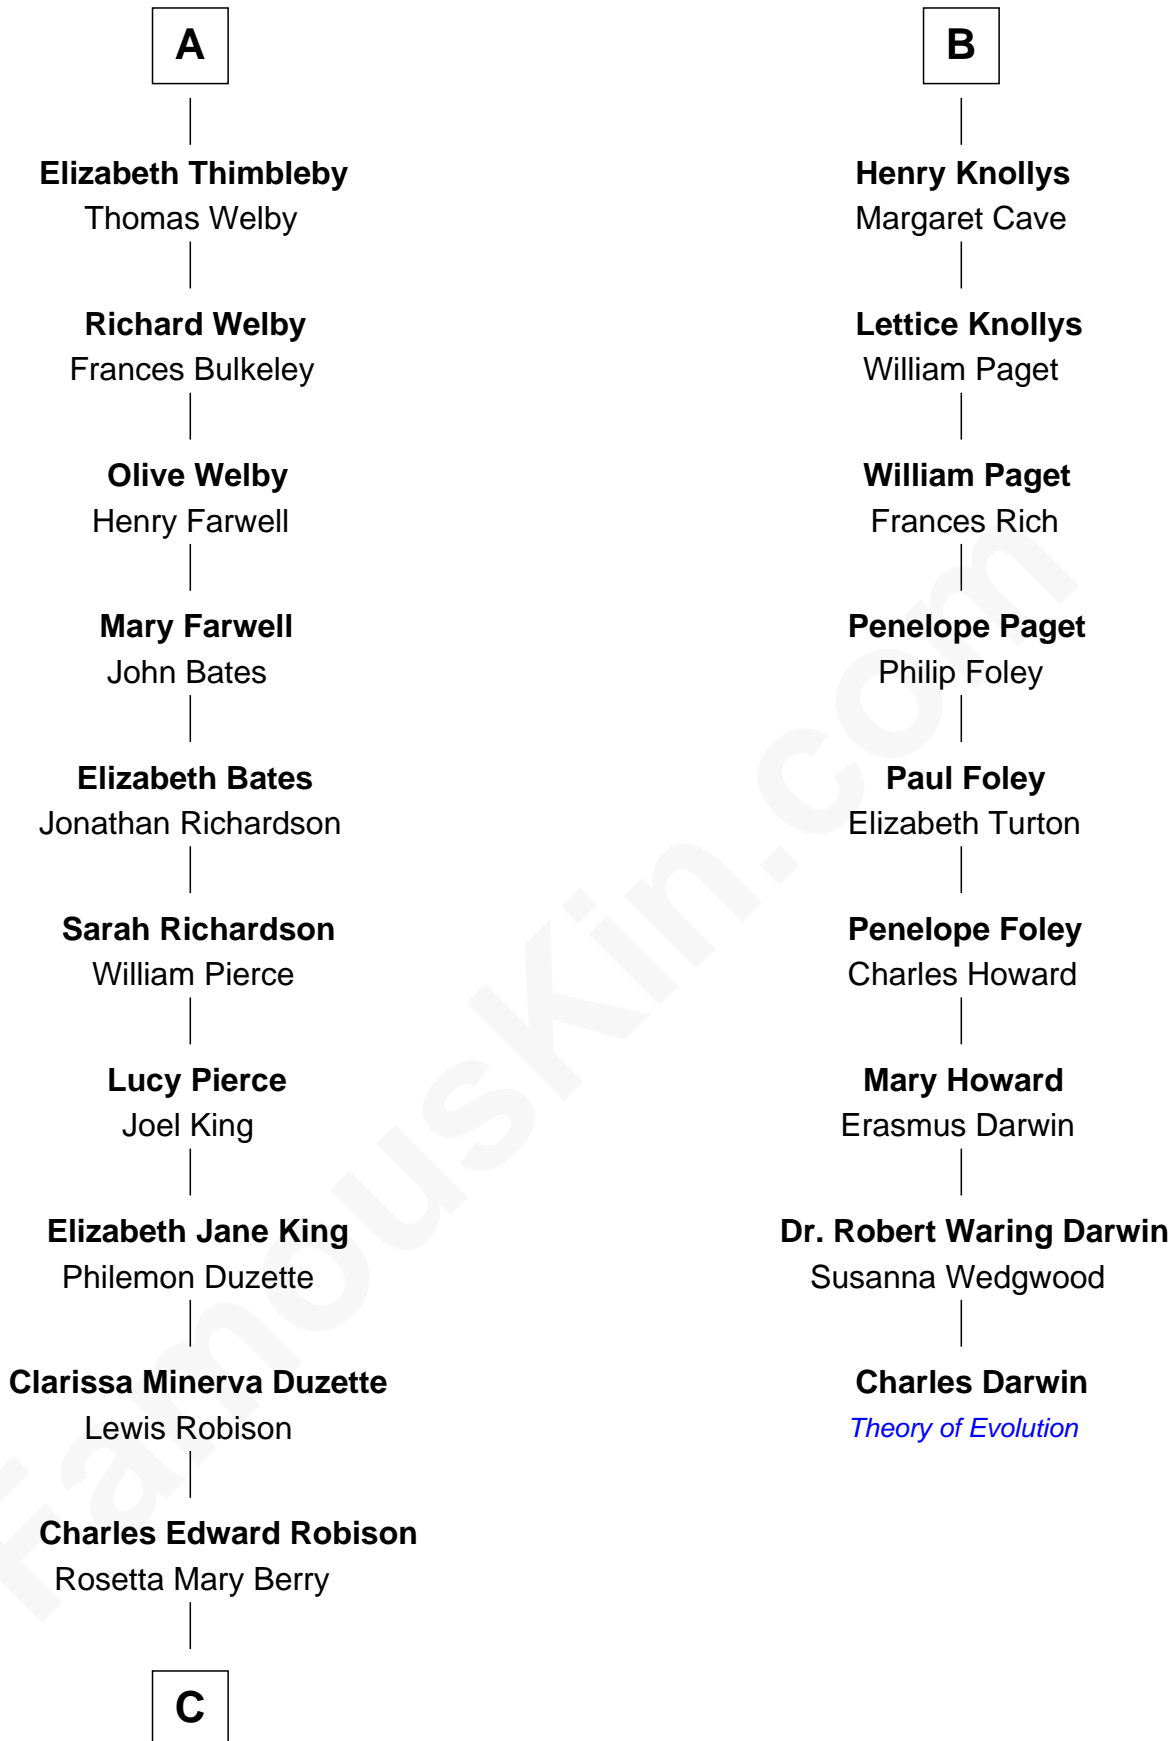 A
Elizabeth Thimbleby
Thomas Welby
Richard Welby
Frances Bulkeley
Olive Welby
Henry Farwell
Mary Farwell
John Bates
Elizabeth Bates
Jonathan Richardson
Sarah Richardson
William Pierce
Lucy Pierce
Joel King
Elizabeth Jane King
Philemon Duzette
Clarissa Minerva Duzette
Lewis Robison
Charles Edward Robison
Rosetta Mary Berry
C
B
Henry Knollys
Margaret Cave
Lettice Knollys
William Paget
William Paget
Frances Rich
Penelope Paget
Philip Foley
Paul Foley
Elizabeth Turton
Penelope Foley
Charles Howard
Mary Howard
Erasmus Darwin
Dr. Robert Waring Darwin
Susanna Wedgwood
Charles Darwin
Theory of Evolution
FamousKin.com